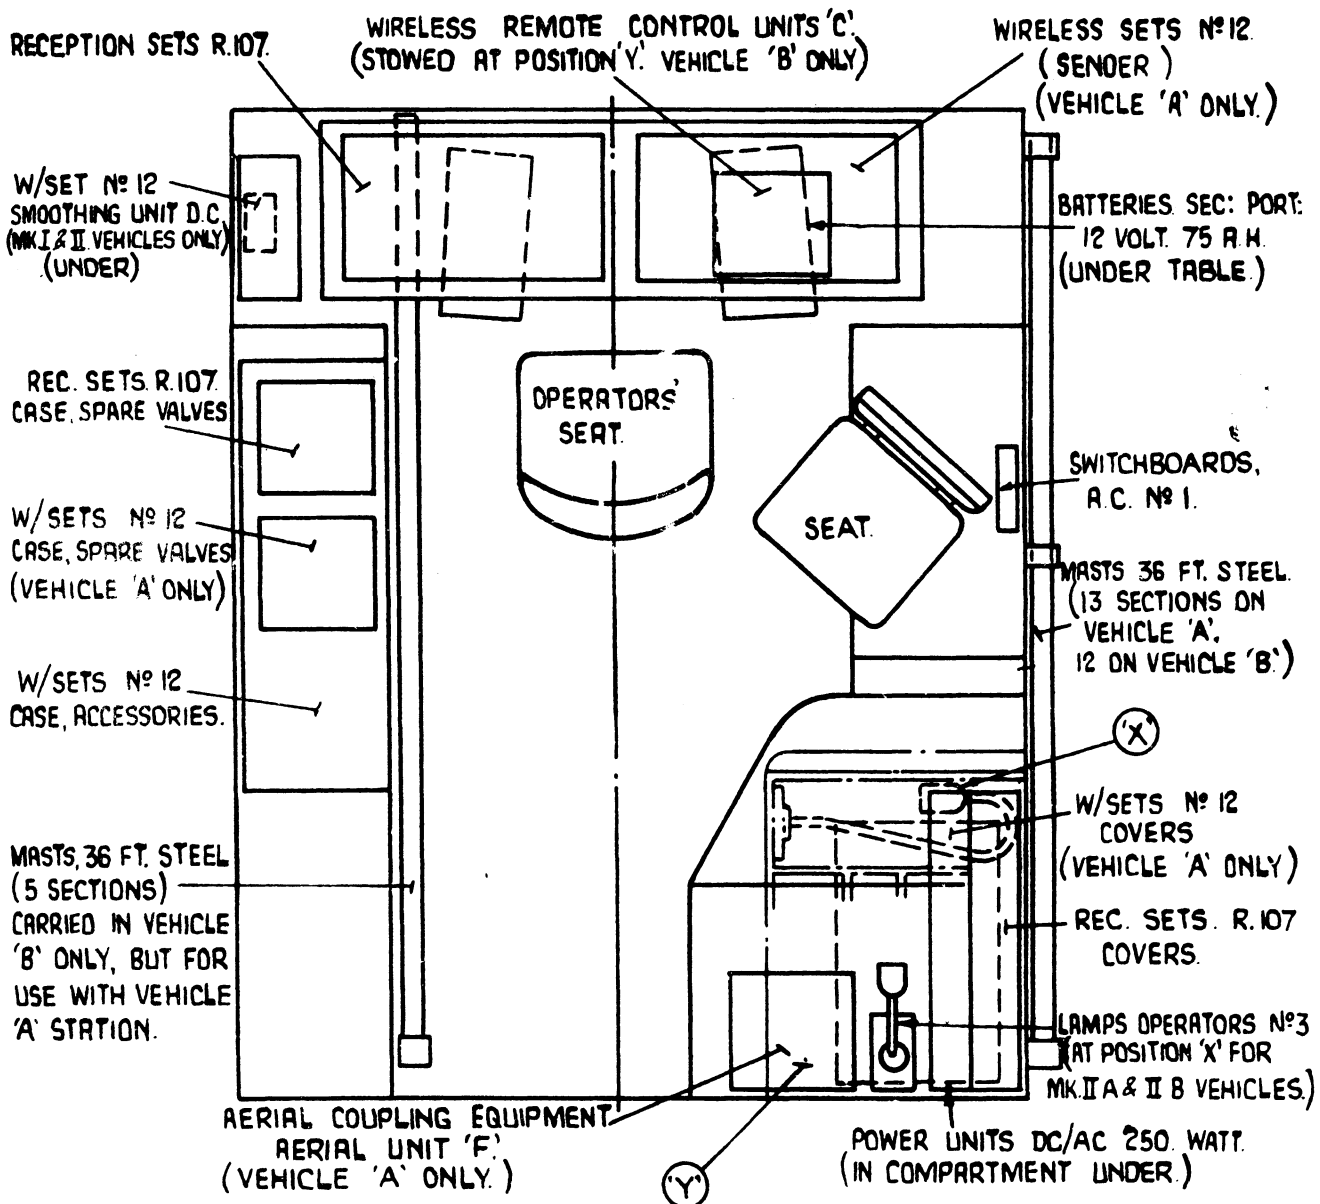 RECEPTION SETS R.107.
WIRELESS REMOTE CONTROL UNITS 'C'.
(STOWED AT POSITION 'Y'. VEHICLE 'B' ONLY)
WIRELESS SETS Nº 12.
(SENDER)
(VEHICLE 'A' ONLY.)
W/SET Nº 12
SMOOTHING UNIT D.C.
(MK I & II. VEHICLES ONLY)
(UNDER)
BATTERIES SEC: PORT:
12 VOLT. 75 A.H.
(UNDER TABLE.)
REC. SETS. R.107.
CASE, SPARE VALVES
OPERATORS'
SEAT.
SWITCHBOARDS,
A.C. Nº 1.
W/SETS Nº 12
CASE, SPARE VALVES
(VEHICLE 'A' ONLY)
SEAT.
MASTS 36 FT. STEEL.
(13 SECTIONS ON
VEHICLE 'A'.
12 ON VEHICLE 'B'.)
W/SETS Nº 12
CASE, ACCESSORIES.
'X'
W/SETS Nº 12
COVERS
(VEHICLE 'A' ONLY)
MASTS, 36 FT. STEEL
(5 SECTIONS)
CARRIED IN VEHICLE
'B' ONLY, BUT FOR
USE WITH VEHICLE
'A' STATION.
REC. SETS. R.107
COVERS.
LAMPS OPERATORS Nº 3
(AT POSITION 'X' FOR
MK. II A & II B VEHICLES.)
AERIAL COUPLING EQUIPMENT
AERIAL UNIT 'F'.
(VEHICLE 'A' ONLY.)
'Y'
POWER UNITS DC/AC 250. WATT.
(IN COMPARTMENT UNDER.)